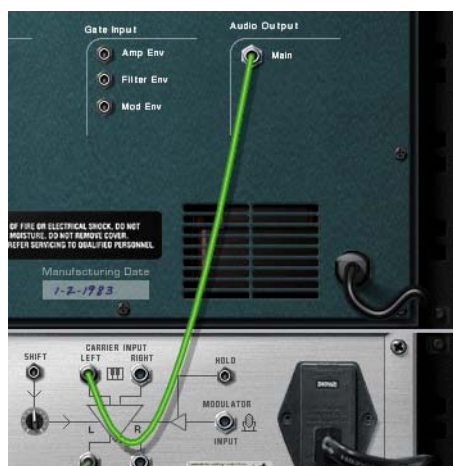 Gate Input
Audio Output
Amp Env
Main
Filter Env
Mod Env
OF FIRE OR ELECTRICAL SHOCK, DO NOT
MOISTURE. DO NOT REMOVE COVER.
REFER SERVICING TO QUALIFIED PERSONNEL
Manufacturing Date
1-2-1983
CARRIER INPUT
SHIFT
LEFT
RIGHT
HOLD
MODULATOR
L
R
INPUT